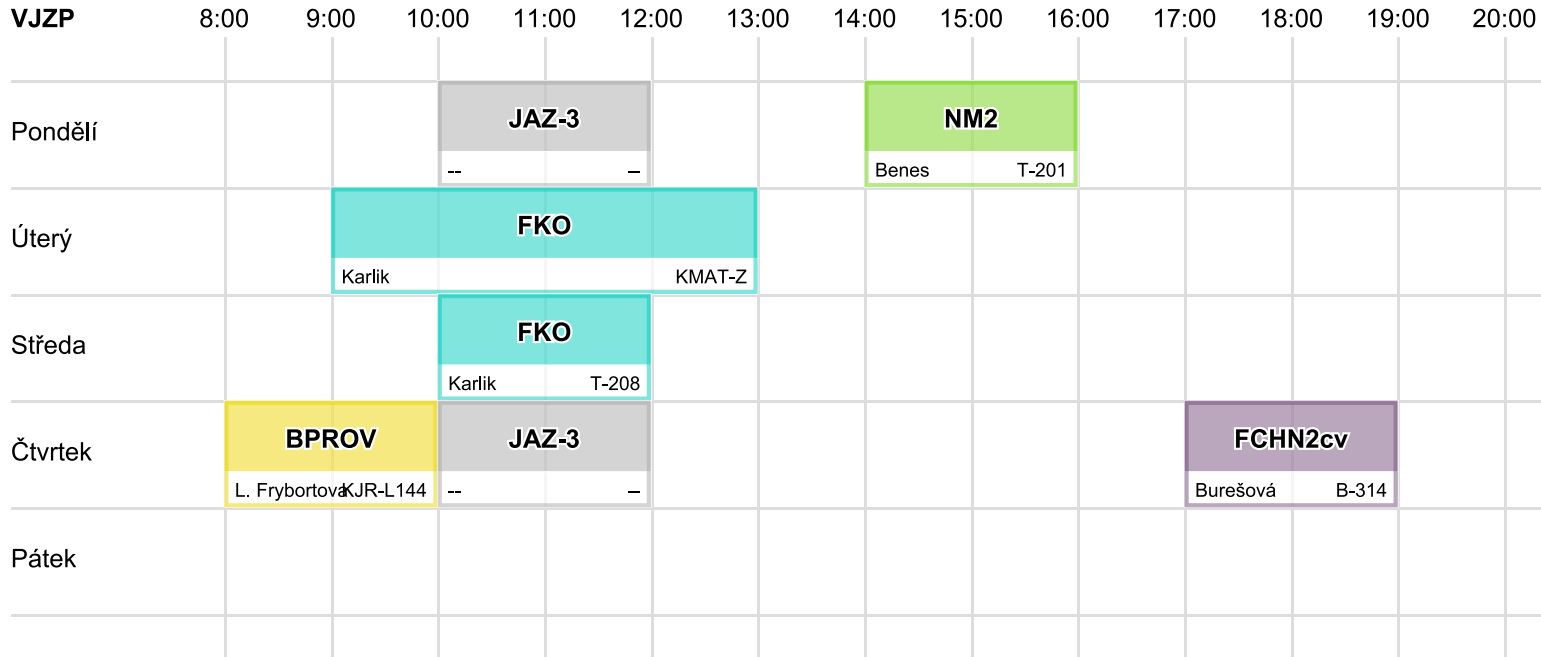 VJZP 8:00 9:00 10:00 11:00 12:00 13:00 14:00 15:00 16:00 17:00 18:00 19:00 20:00
Pondělí
JAZ-3
-- –
NM2
Benes T-201
Úterý
FKO
Karlik KMAT-Z
Středa
FKO
Karlik T-208
Čtvrtek
BPROV
L. Frybortová KJR-L144
JAZ-3
-- –
FCHN2cv
Burešová B-314
Pátek